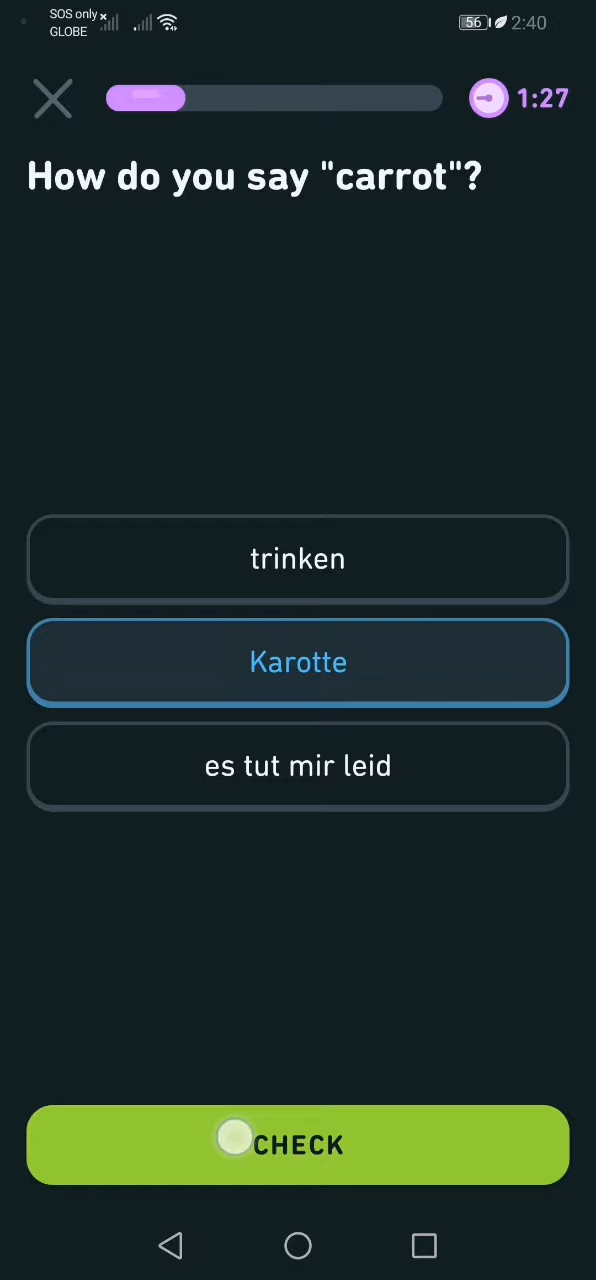 SOS only
GLOBE
56 2:40
1:27
How do you say "carrot"?
trinken
Karotte
es tut mir leid
CHECK